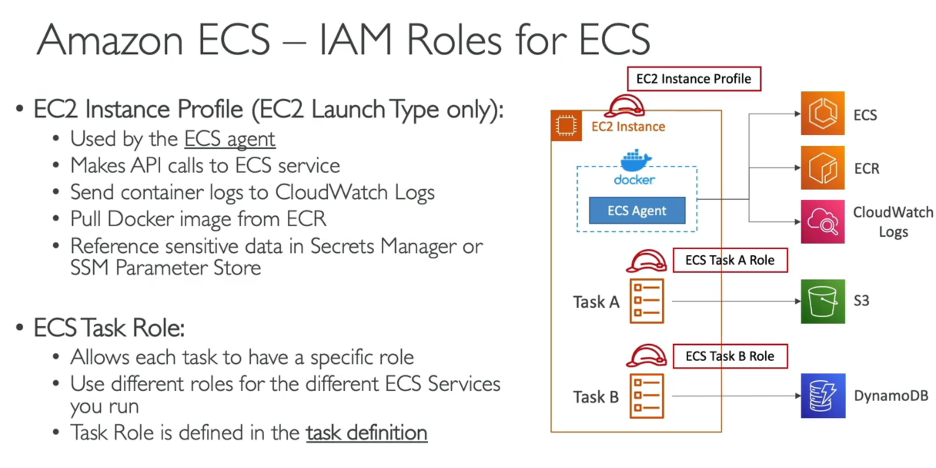 Amazon ECS – IAM Roles for ECS
• EC2 Instance Profile (EC2 Launch Type only):
• Used by the ECS agent
• Makes API calls to ECS service
• Send container logs to CloudWatch Logs
• Pull Docker image from ECR
• Reference sensitive data in Secrets Manager or
SSM Parameter Store
• ECS Task Role:
• Allows each task to have a specific role
• Use different roles for the different ECS Services
you run
• Task Role is defined in the task definition
EC2 Instance Profile
EC2 Instance
docker
ECS Agent
ECS
ECR
CloudWatch
Logs
ECS Task A Role
Task A
S3
ECS Task B Role
Task B
DynamoDB